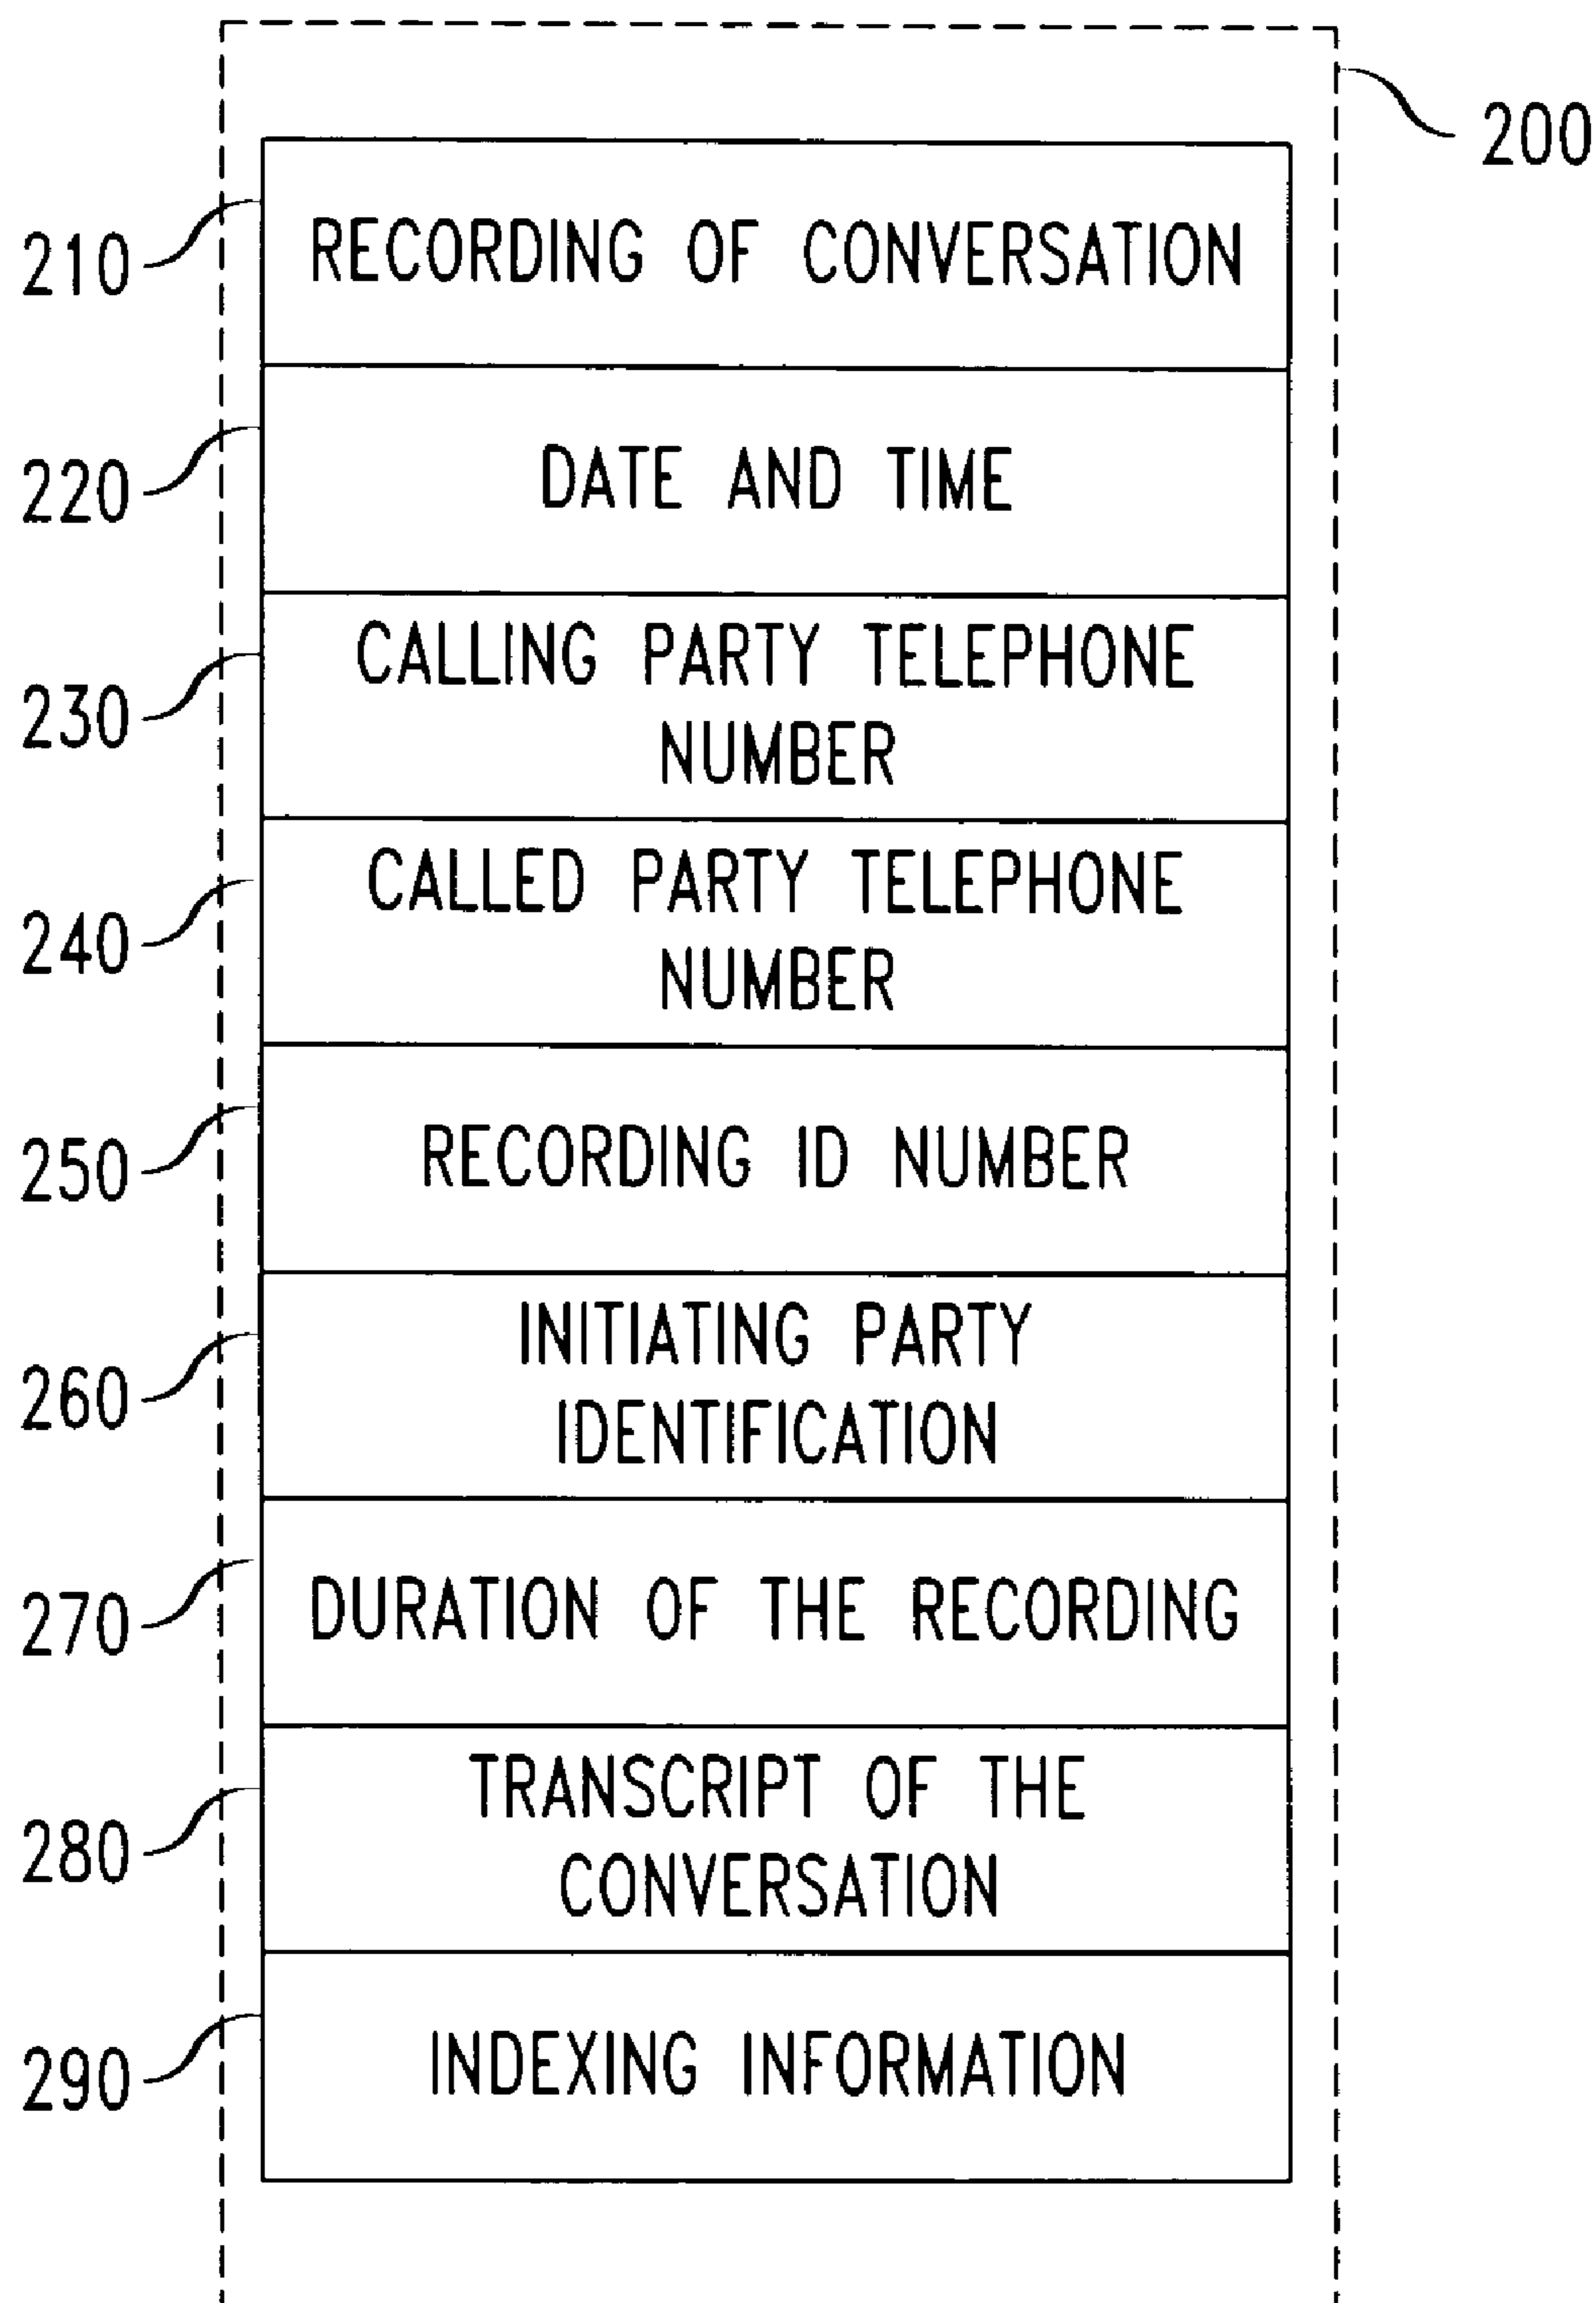 200
210 RECORDING OF CONVERSATION
220 DATE AND TIME
230 CALLING PARTY TELEPHONE
NUMBER
240 CALLED PARTY TELEPHONE
NUMBER
250 RECORDING ID NUMBER
260 INITIATING PARTY
IDENTIFICATION
270 DURATION OF THE RECORDING
280 TRANSCRIPT OF THE
CONVERSATION
290 INDEXING INFORMATION